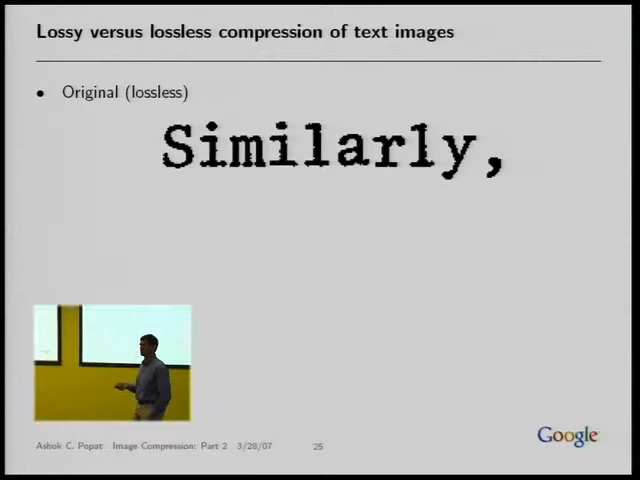 Lossy versus lossless compression of text images
• Original (lossless)
Similarly,
Ashok C. Popat Image Compression: Part 2 3/28/07 25
Google